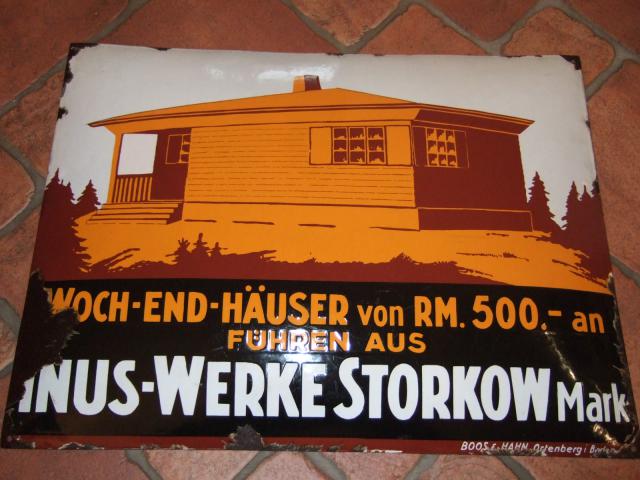 WOCH-END-HÄUSER von RM. 500.- an
FÜHREN AUS
INUS-WERKE STORKOW Mark
BOOS & HAHN, Ortenberg i Baden